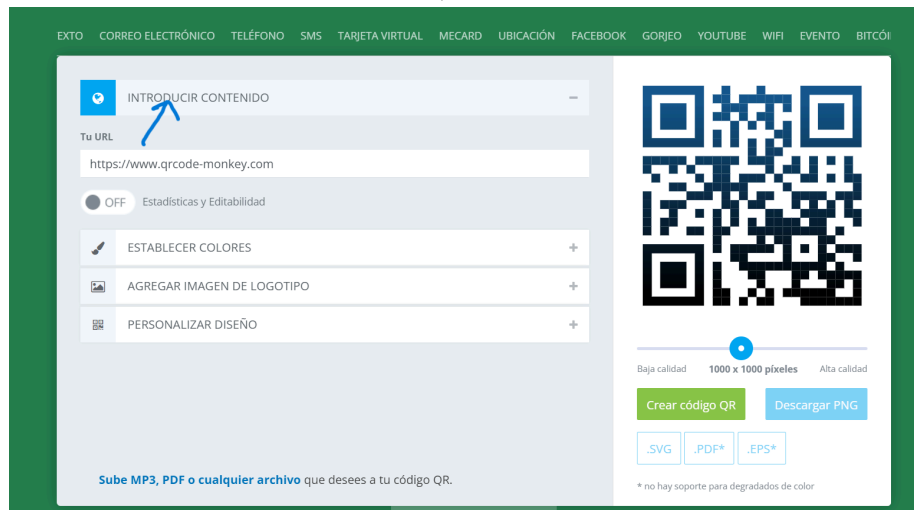 EXTO CORREO ELECTRÓNICO TELÉFONO SMS TARJETA VIRTUAL MECARD UBICACIÓN FACEBOOK GORJEO YOUTUBE WIFI EVENTO BITCÓI
INTRODUCIR CONTENIDO
Tu URL
https://www.qrcode-monkey.com
OFF Estadísticas y Editabilidad
ESTABLECER COLORES
AGREGAR IMAGEN DE LOGOTIPO
PERSONALIZAR DISEÑO
Sube MP3, PDF o cualquier archivo que desees a tu código QR.
Baja calidad 1000 x 1000 píxeles Alta calidad
Crear código QR Descargar PNG
.SVG .PDF* .EPS*
* no hay soporte para degradados de color